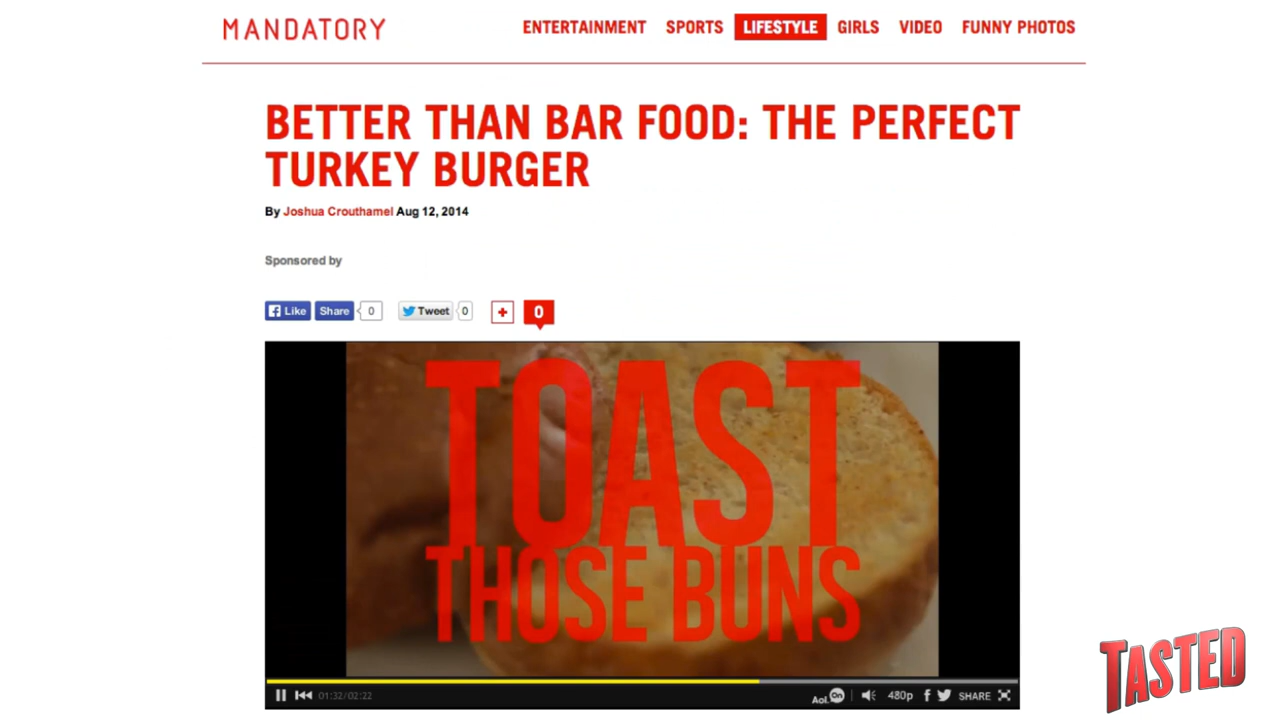 MANDATORY
ENTERTAINMENT SPORTS LIFESTYLE GIRLS VIDEO FUNNY PHOTOS
BETTER THAN BAR FOOD: THE PERFECT
TURKEY BURGER
By Joshua Crouthamel Aug 12, 2014
Sponsored by
Like Share 0 Tweet 0 + 0
TOAST
THOSE BUNS
01:32/02:22 Aol. On 480p SHARE
TASTED